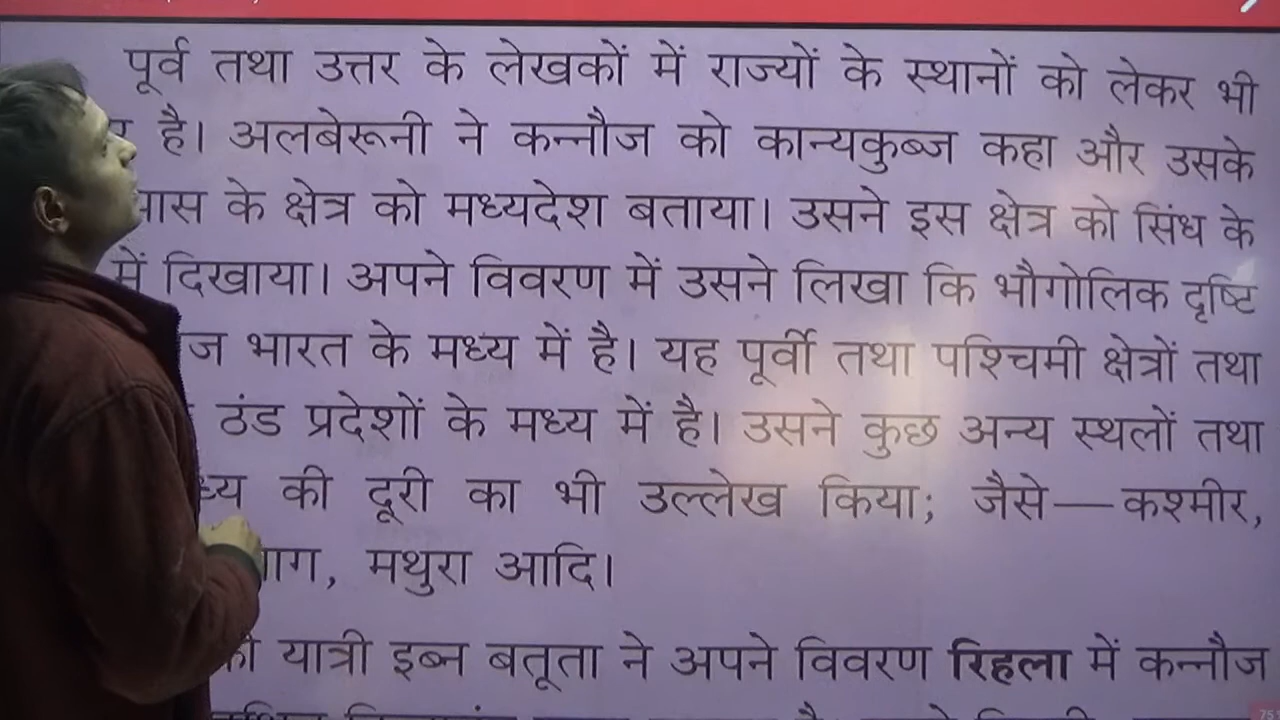 पूर्व तथा उत्तर के लेखकों में राज्यों के स्थानों को लेकर भी
है। अलबेरूनी ने कन्नौज को कान्यकुब्ज कहा और उसके
के क्षेत्र को मध्यदेश बताया। उसने इस क्षेत्र को सिंध के
में दिखाया। अपने विवरण में उसने लिखा कि भौगोलिक दृष्टि
भारत के मध्य में है। यह पूर्वी तथा पश्चिमी क्षेत्रों तथा
ठंड प्रदेशों के मध्य में है। उसने कुछ अन्य स्थलों तथा
की दूरी का भी उल्लेख किया; जैसे—कश्मीर,
मथुरा आदि।
यात्री इब्न बतूता ने अपने विवरण रिहला में कन्नौज